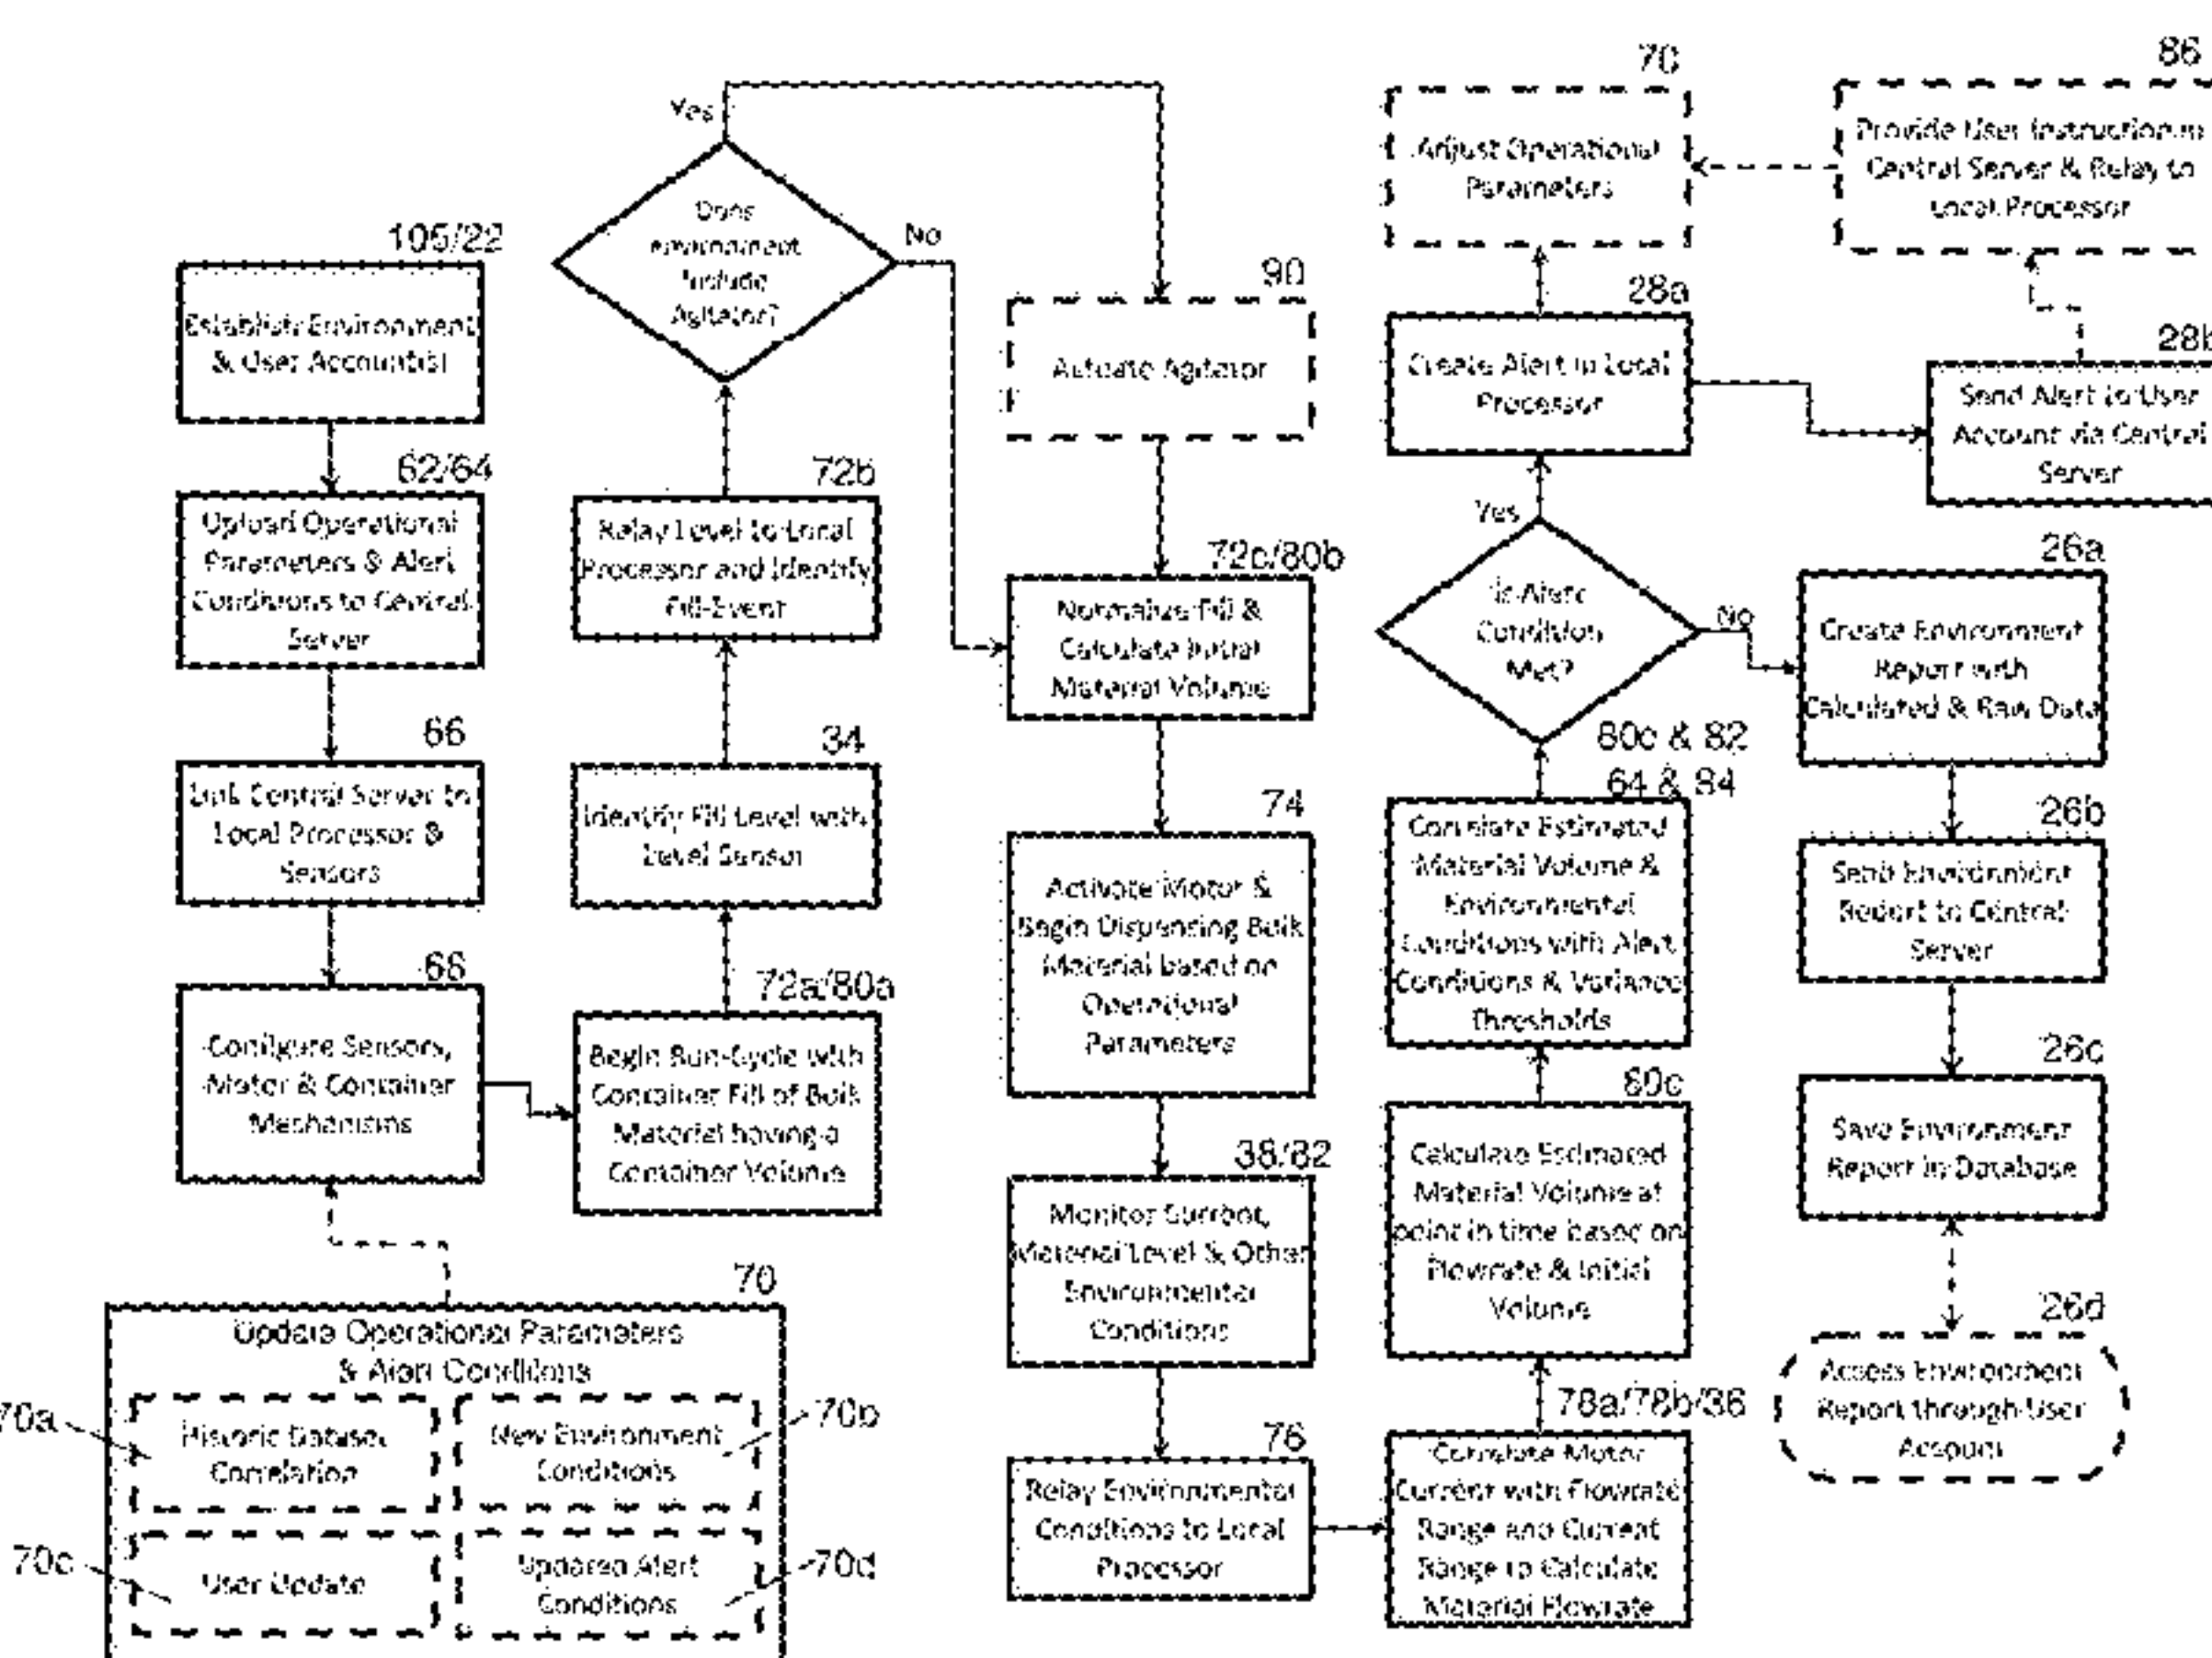 106/22
Establish Environment
& User Account(s)
62/64
Upload Operational
Parameters & Alert
Conditions to Central
Server
66
Link Central Server to
Local Processor &
Sensors
68
Configure Sensors,
Motor & Container
Mechanisms
70
Update Operational Parameters
& Alert Conditions
70a
Historic Dataset
Correlation
70b
New Environment
Conditions
70c
User Update
70d
Updated Alert
Conditions
72a/80a
Begin Run-Cycle with
Container Fill of Bulk
Material having a
Container Volume
34
Identify Fill Level with
Level Sensor
72b
Relay Level to Local
Processor and Identify
Fill-Event
Does
environment
include
Agitator?
Yes
No
90
Actuate Agitator
72c/80b
Normalize Fill &
Calculate Initial
Material Volume
74
Activate Motor &
Begin Dispensing Bulk
Material based on
Operational
Parameters
38/82
Monitor Current,
Material Level & Other
Environmental
Conditions
76
Relay Environmental
Conditions to Local
Processor
78a/78b/36
Correlate Motor
Current with Flowrate
Range and Current
Range to Calculate
Material Flowrate
80c
Calculate Estimated
Material Volume at
point in time based on
Flowrate & Initial
Volume
80c & 82
64 & 84
Correlate Estimated
Material Volume &
Environmental
Conditions with Alert
Conditions & Variance
Thresholds
Is Alert
Condition
Met?
Yes
No
28a
Create Alert in Local
Processor
70
Adjust Operational
Parameters
86
Provide User Instruction in
Central Server & Relay to
Local Processor
28b
Send Alert to User
Account via Central
Server
26a
Create Environment
Report with
Calculated & Raw Data
26b
Send Environment
Report to Central
Server
26c
Save Environment
Report in Database
26d
Access Environment
Report through User
Account